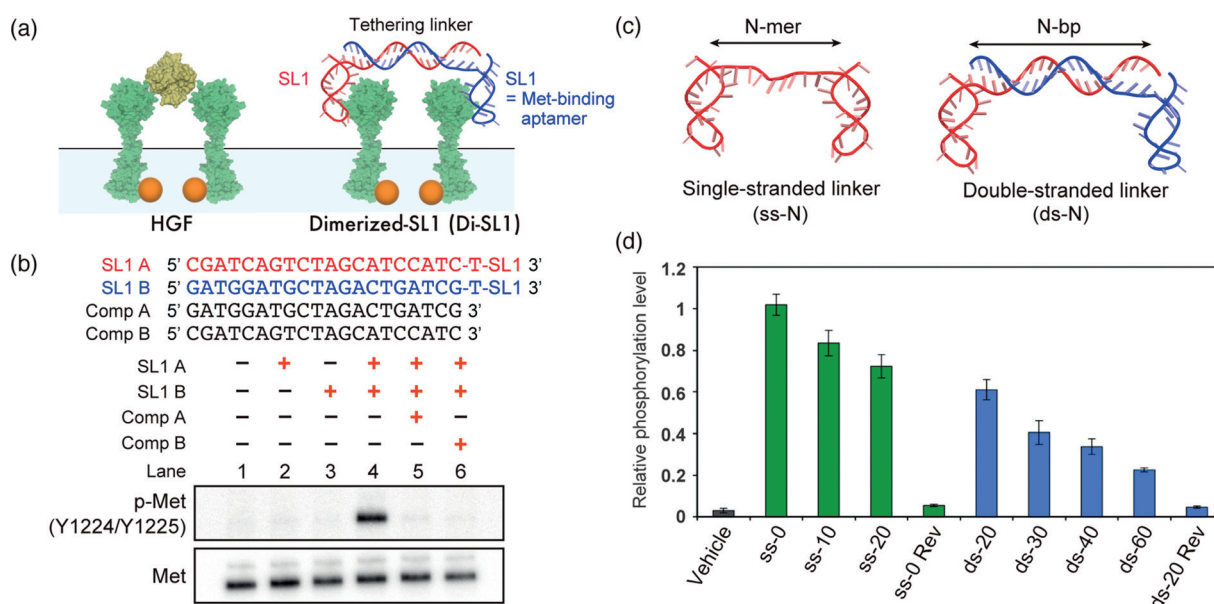 (a)
Tethering linker
SL1
SL1
= Met-binding
aptamer
HGF
Dimerized-SL1 (Di-SL1)
(b)
SL1 A 5’ CGATCAGTCTAGCATCCATC-T-SL1 3’
SL1 B 5’ GATGGATGCTAGACTGATCG-T-SL1 3’
Comp A 5’ GATGGATGCTAGACTGATCG 3’
Comp B 5’ CGATCAGTCTAGCATCCATC 3’
SL1 A − + − + + +
SL1 B − − + + + +
Comp A − − − − + −
Comp B − − − − − +
Lane 1 2 3 4 5 6
p-Met
(Y1224/Y1225)
Met
(c)
N-mer
N-bp
Single-stranded linker
(ss-N)
Double-stranded linker
(ds-N)
(d)
Relative phosphorylation level
1.2
1
0.8
0.6
0.4
0.2
0
Vehicle
ss-0
ss-10
ss-20
ss-0 Rev
ds-20
ds-30
ds-40
ds-60
ds-20 Rev